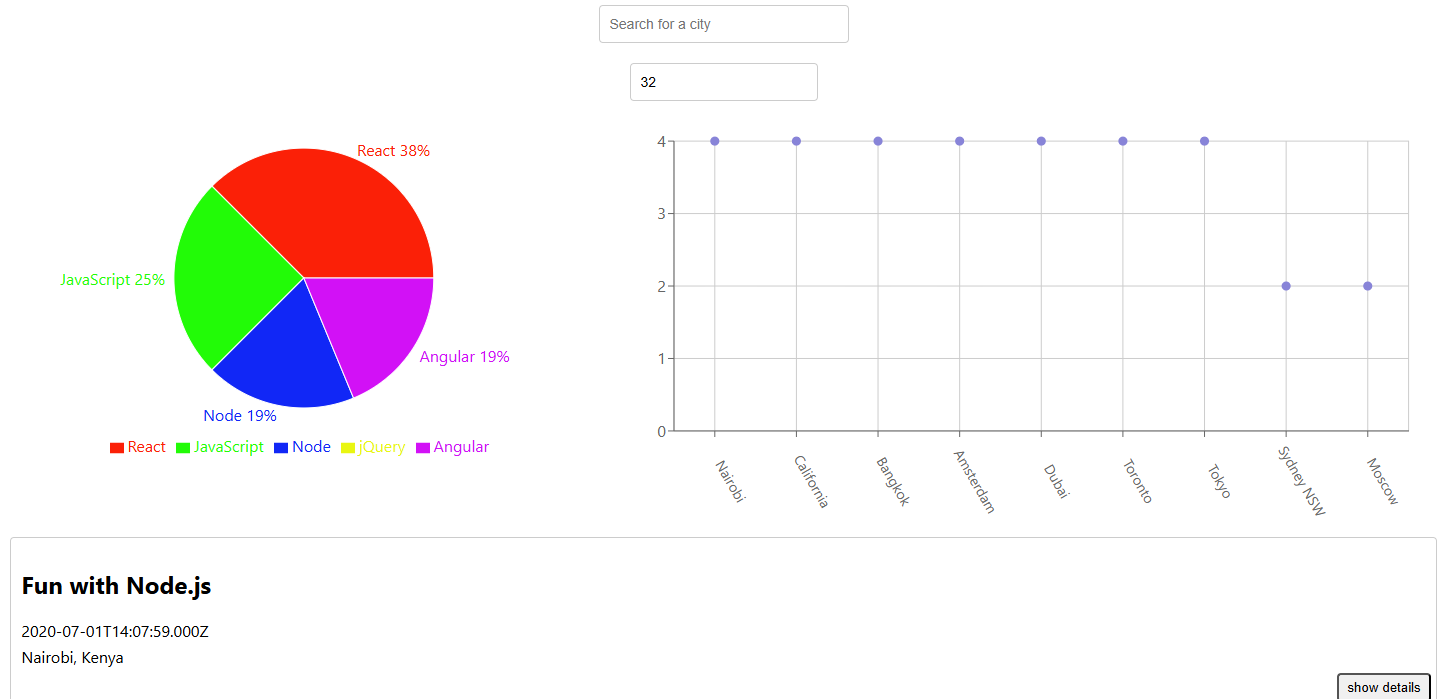 Search for a city
32
React 38%
JavaScript 25%
Angular 19%
Node 19%
React JavaScript Node jQuery Angular
4
3
2
1
0
Nairobi
California
Bangkok
Amsterdam
Dubai
Toronto
Tokyo
Sydney NSW
Moscow
Fun with Node.js
2020-07-01T14:07:59.000Z
Nairobi, Kenya
show details